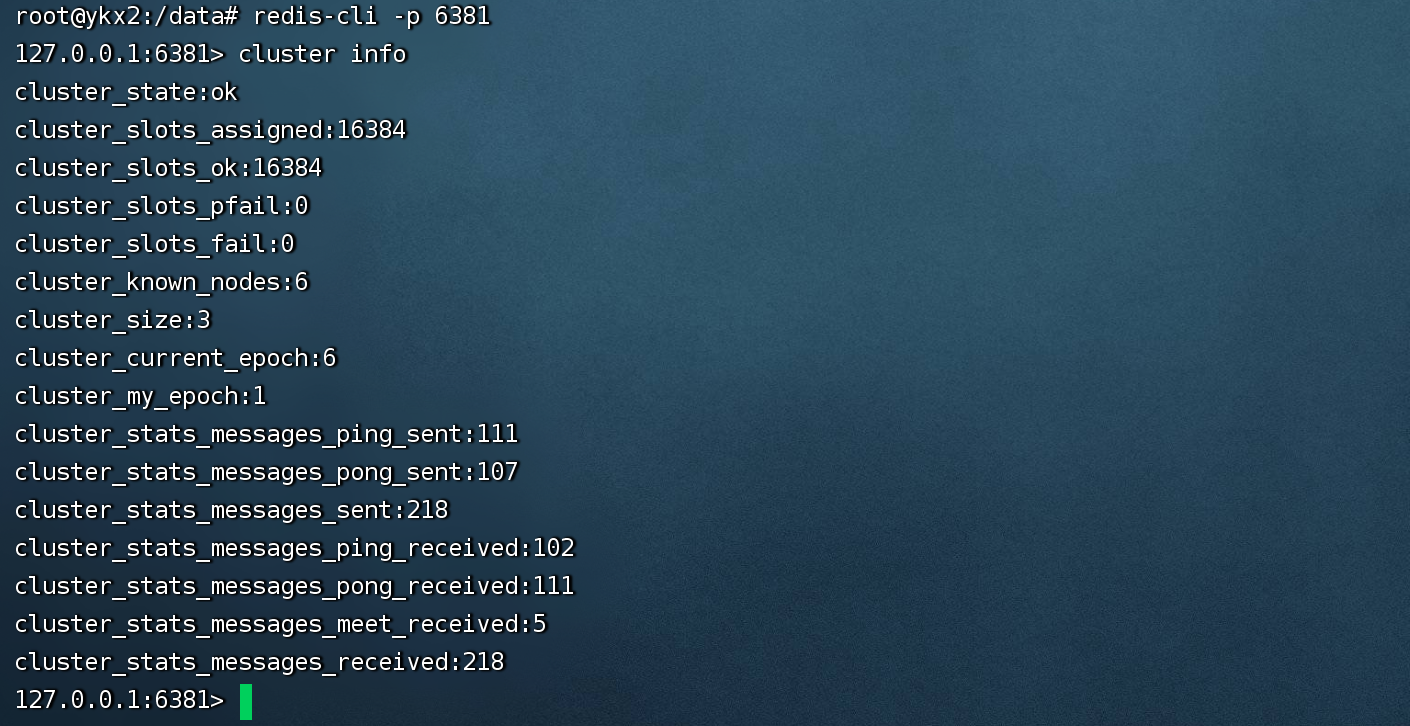 root@ykx2:/data# redis-cli -p 6381
127.0.0.1:6381> cluster info
cluster_state:ok
cluster_slots_assigned:16384
cluster_slots_ok:16384
cluster_slots_pfail:0
cluster_slots_fail:0
cluster_known_nodes:6
cluster_size:3
cluster_current_epoch:6
cluster_my_epoch:1
cluster_stats_messages_ping_sent:111
cluster_stats_messages_pong_sent:107
cluster_stats_messages_sent:218
cluster_stats_messages_ping_received:102
cluster_stats_messages_pong_received:111
cluster_stats_messages_meet_received:5
cluster_stats_messages_received:218
127.0.0.1:6381>